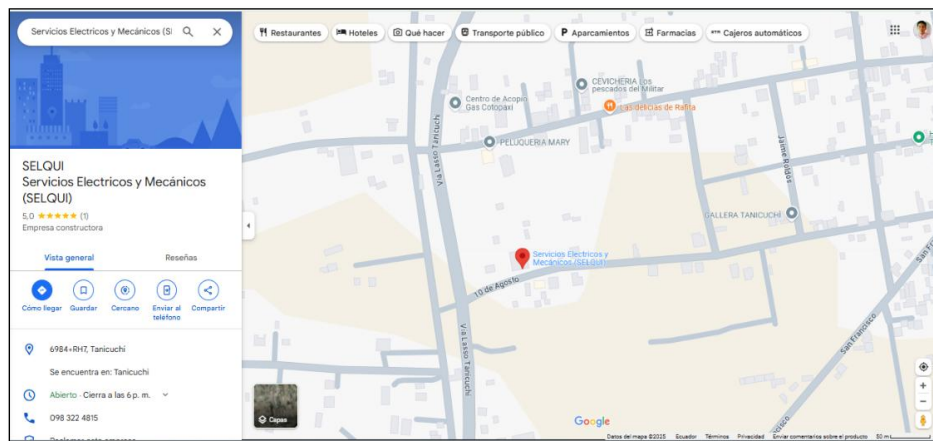 Servicios Electricos y Mecánicos (SI
Restaurantes
Hoteles
Qué hacer
Transporte público
Aparcamientos
Farmacias
Cajeros automáticos
SELQUI
Servicios Electricos y Mecánicos
(SELQUI)
5,0 ★★★★★ (1)
Empresa constructora
Vista general
Reseñas
Cómo llegar
Guardar
Cercano
Enviar al
teléfono
Compartir
6984+RH7, Tanicuchí
Se encuentra en: Tanicuchi
Abierto · Cierra a las 6 p. m.
098 322 4815
CEVICHERIA Los
pescados del Militar
Centro de Acopio
Gas Cotopaxi
Las delicias de Rafita
PELUQUERIA MARY
Vía Lasso Tanicuchi
Jaime Roldos
GALLERA TANICUCHÍ
Servicios Electricos y
Mecánicos (SELQUI)
10 de Agosto
Vía Lasso Tanicuchi
San Francisco
Capas
Google
Datos del mapa ©2025
Ecuador
Términos
Privacidad
Enviar comentarios sobre el producto
50 m